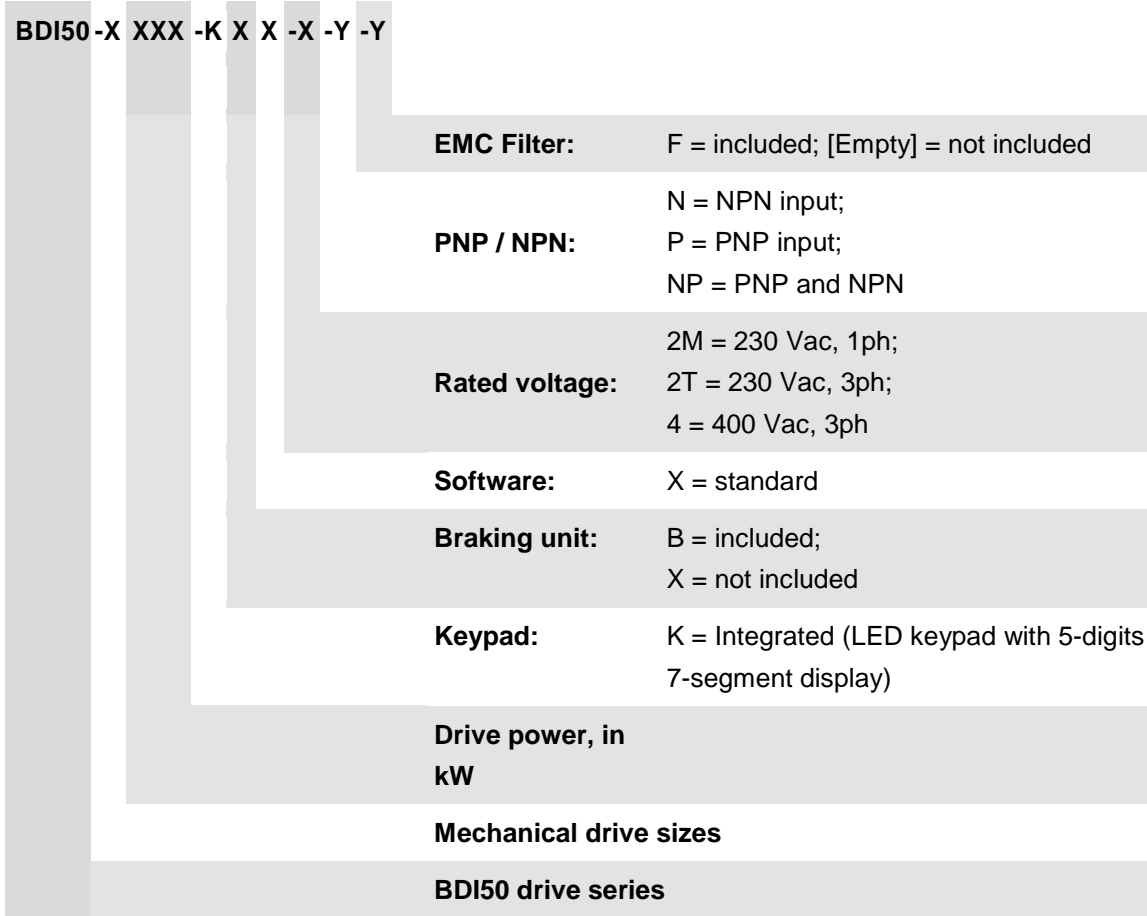 BDI50 -X XXX -K X X -X -Y -Y
EMC Filter: F = included; [Empty] = not included
PNP / NPN: N = NPN input;
P = PNP input;
NP = PNP and NPN
Rated voltage: 2M = 230 Vac, 1ph;
2T = 230 Vac, 3ph;
4 = 400 Vac, 3ph
Software: X = standard
Braking unit: B = included;
X = not included
Keypad: K = Integrated (LED keypad with 5-digits
7-segment display)
Drive power, in
kW
Mechanical drive sizes
BDI50 drive series